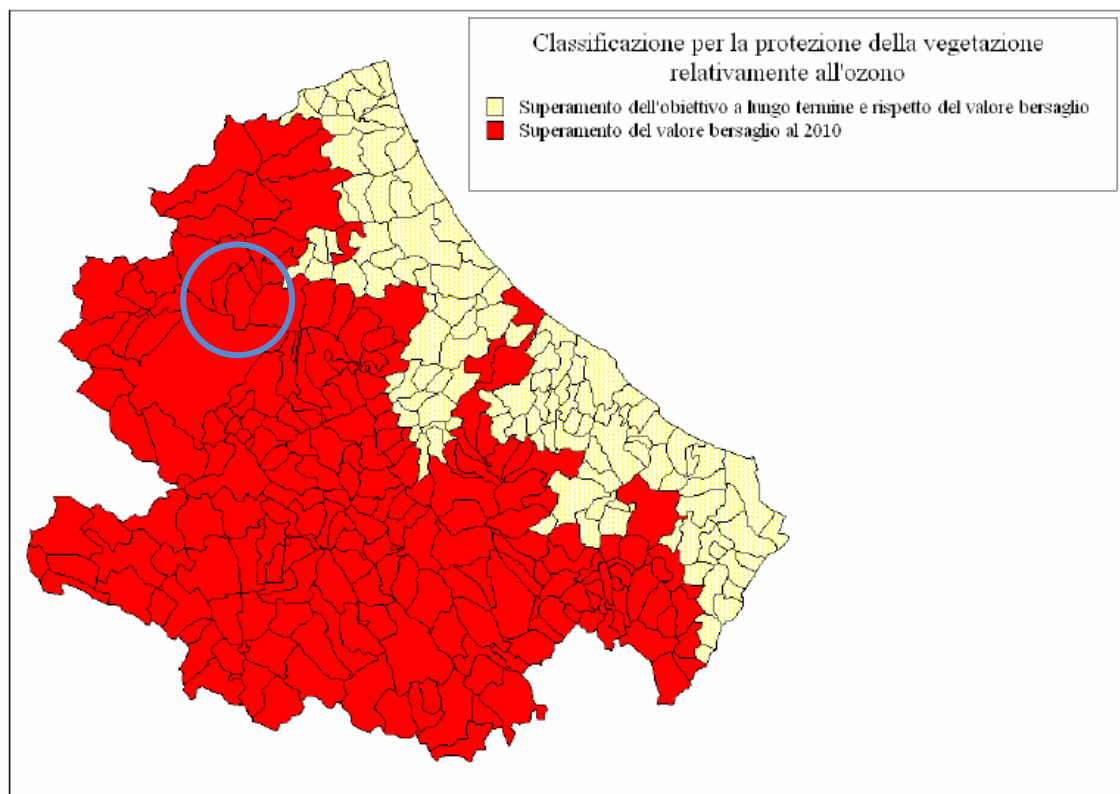 Classificazione per la protezione della vegetazione
relativamente all'ozono
Superamento dell'obiettivo a lungo termine e rispetto del valore bersaglio
Superamento del valore bersaglio al 2010